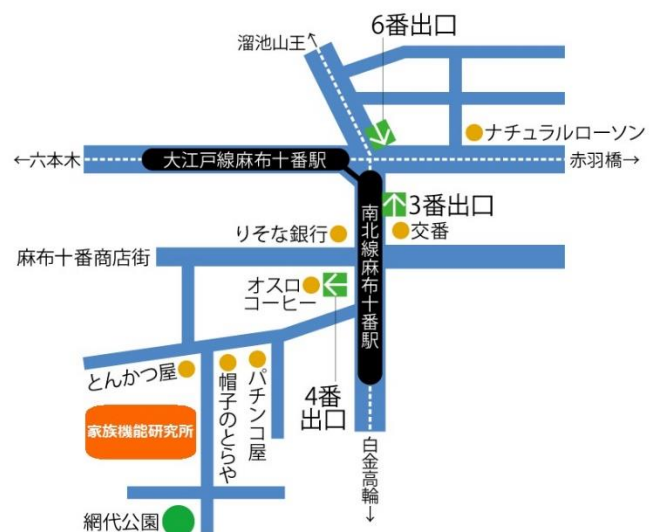 6番出口
溜池山王
ナチュラルローソン
←六本木
大江戸線麻布十番駅
赤羽橋→
3番出口
りそな銀行
交番
南北線麻布十番駅
麻布十番商店街
オスロ
コーヒー
とんかつ屋
帽子のとらや
パチンコ屋
4番
出口
家族機能研究所
白金高輪→
網代公園